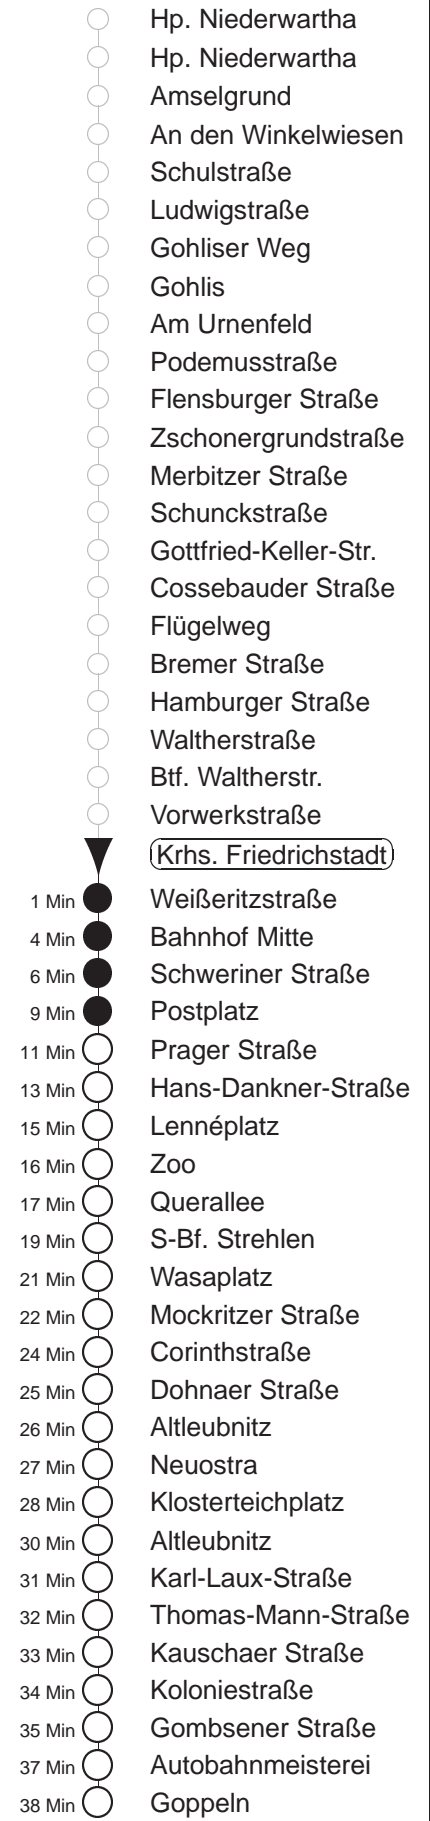 Hp. Niederwartha
Hp. Niederwartha
Amselgrund
An den Winkelwiesen
Schulstraße
Ludwigstraße
Gohliser Weg
Gohlis
Am Urnenfeld
Podemusstraße
Flensburger Straße
Zschonergrundstraße
Merbitzer Straße
Schunckstraße
Gottfried-Keller-Str.
Cossebauder Straße
Flügelweg
Bremer Straße
Hamburger Straße
Waltherstraße
Btf. Waltherstr.
Vorwerkstraße
Krhs. Friedrichstadt
1 Min Weißeritzstraße
4 Min Bahnhof Mitte
6 Min Schweriner Straße
9 Min Postplatz
11 Min Prager Straße
13 Min Hans-Dankner-Straße
15 Min Lennéplatz
16 Min Zoo
17 Min Querallee
19 Min S-Bf. Strehlen
21 Min Wasaplatz
22 Min Mockritzer Straße
24 Min Corinthstraße
25 Min Dohnaer Straße
26 Min Altleubnitz
27 Min Neuostra
28 Min Klosterteichplatz
30 Min Altleubnitz
31 Min Karl-Laux-Straße
32 Min Thomas-Mann-Straße
33 Min Kauschaer Straße
34 Min Koloniestraße
35 Min Gombsener Straße
37 Min Autobahnmeisterei
38 Min Goppeln